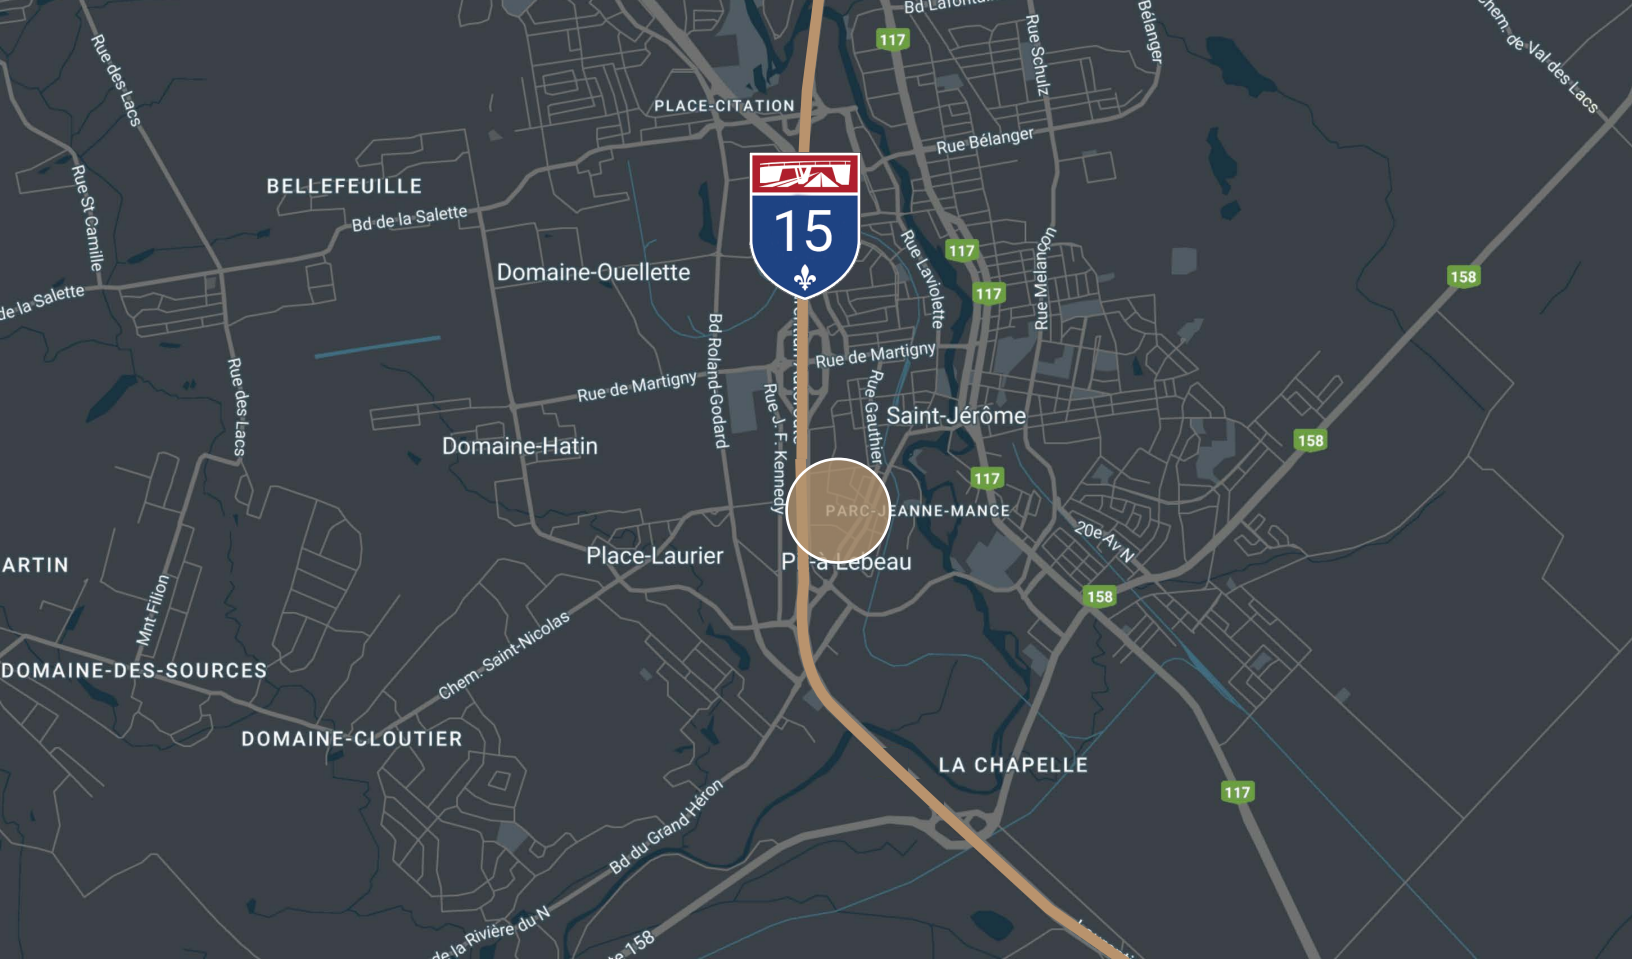 Bd Lafontai
117
Rue Schulz
Bélanger
Chem. de Val des Lacs
Rue des Lacs
PLACE-CITATION
Rue Bélanger
Rue St Camille
BELLEFEUILLE
Bd de la Salette
15
Rue Laviolette
117
Rue Melançon
Domaine-Ouellette
158
de la Salette
117
Bd Roland-Godard
Rue de Martigny
Rue des Lacs
Rue de Martigny
Rue J. F. Kennedy
Rue Gauthier
Saint-Jérôme
158
Domaine-Hatin
117
PARC-JEANNE-MANCE
20e Av N
Place-Laurier
ARTIN
158
Mnt Filion
Chem. Saint-Nicolas
DOMAINE-DES-SOURCES
DOMAINE-CLOUTIER
LA CHAPELLE
117
Bd du Grand Héron
de la Rivière du N
158